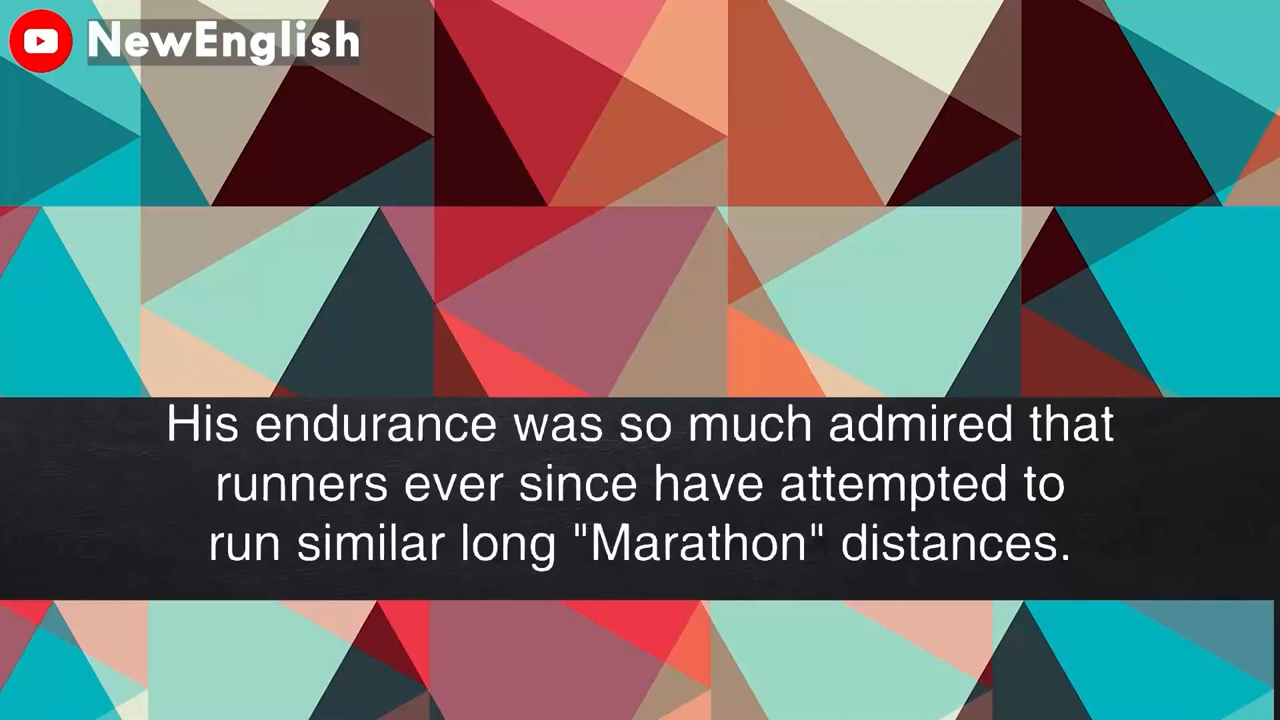 NewEnglish
His endurance was so much admired that
runners ever since have attempted to
run similar long "Marathon" distances.